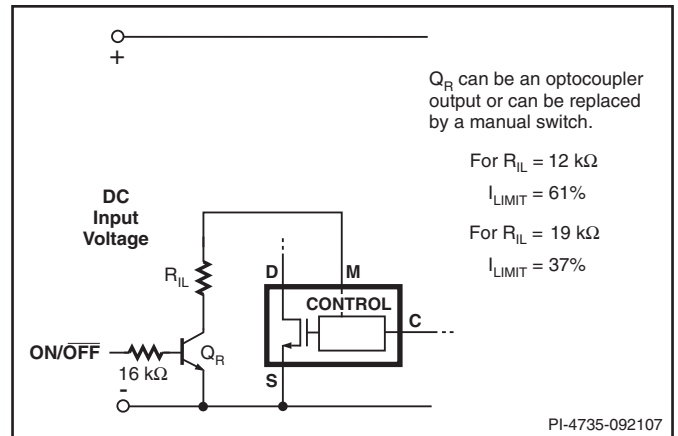 +
Q_R can be an optocoupler
output or can be replaced
by a manual switch.
For R_IL = 12 kΩ
I_LIMIT = 61%
For R_IL = 19 kΩ
I_LIMIT = 37%
DC
Input
Voltage
R_IL
D
M
CONTROL
C
ON/OFF
16 kΩ
Q_R
S
-
PI-4735-092107